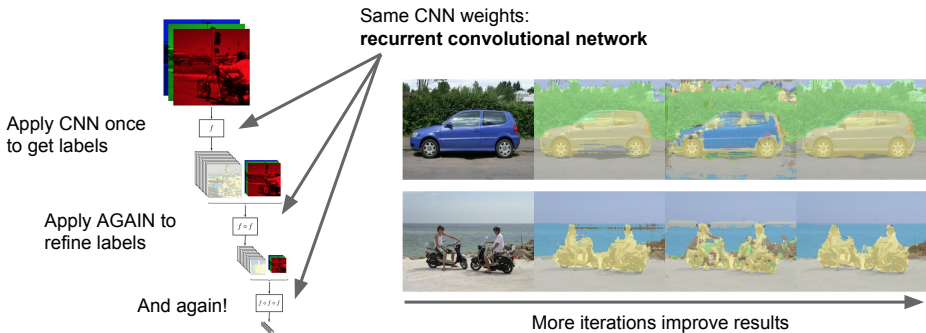 Same CNN weights:
recurrent convolutional network
Apply CNN once
to get labels
f
Apply AGAIN to
refine labels
f ∘ f
And again!
f ∘ f ∘ f
More iterations improve results